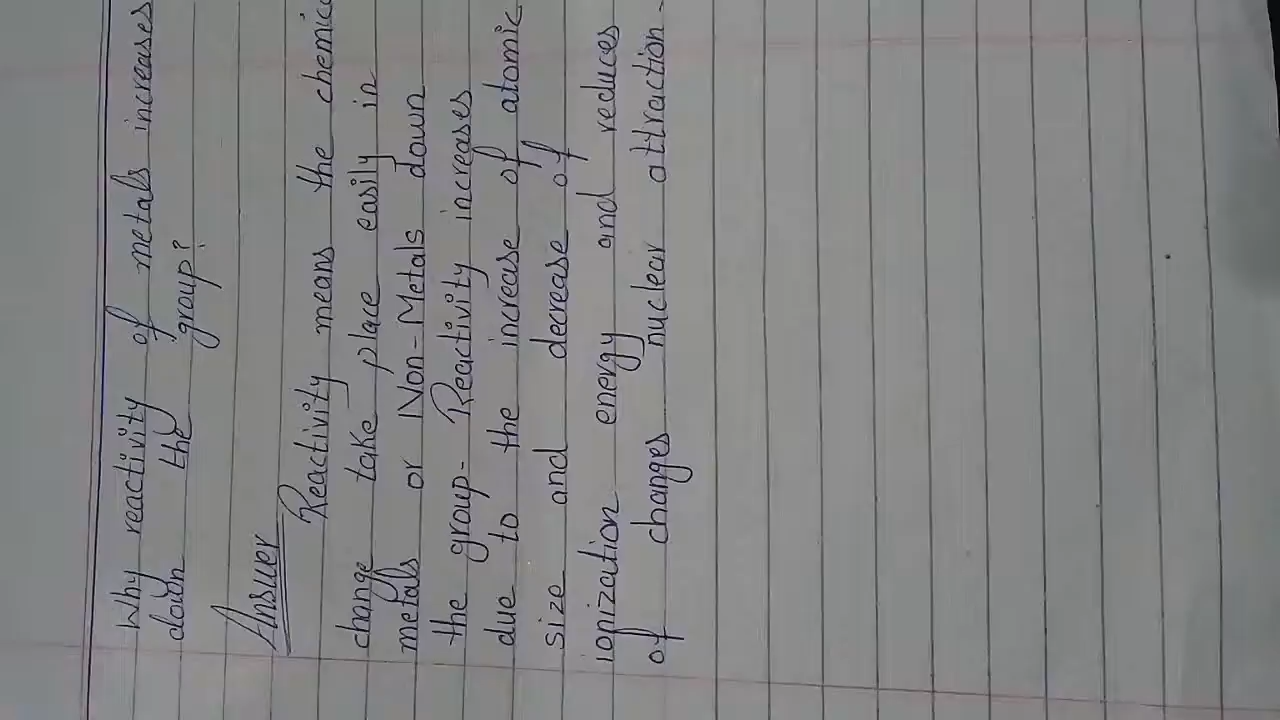 Why reactivity of metals increases
down the group?
Answer
Reactivity means the chemic
change take place easily in
metals or Non-Metals down
the group. Reactivity increases
due to the increase of atomic
size and decrease of
ionization energy and reduces
of changes nuclear attraction.